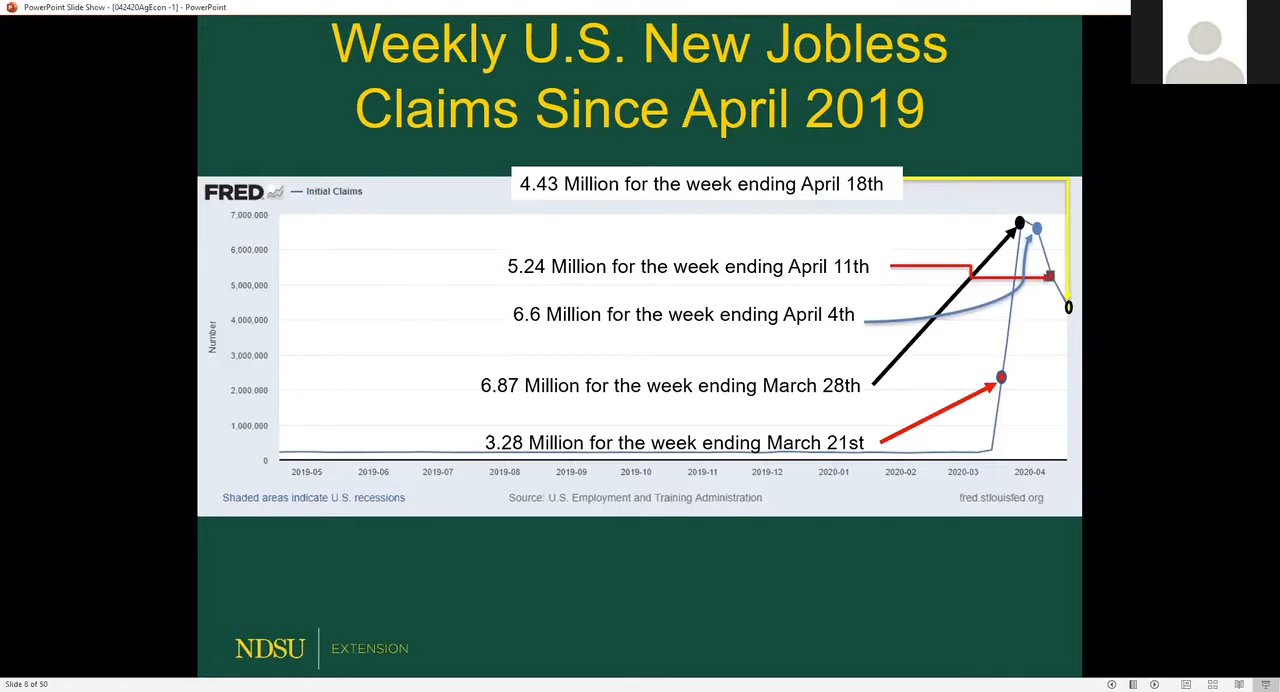 PowerPoint Slide Show - [042420AgEcon -1] - PowerPoint
Weekly U.S. New Jobless
Claims Since April 2019
4.43 Million for the week ending April 18th
FRED — Initial Claims
7,000,000
6,000,000
5.24 Million for the week ending April 11th
5,000,000
6.6 Million for the week ending April 4th
4,000,000
Number
3,000,000
6.87 Million for the week ending March 28th
2,000,000
1,000,000
3.28 Million for the week ending March 21st
0
2019-05 2019-06 2019-07 2019-08 2019-09 2019-10 2019-11 2019-12 2020-01 2020-02 2020-03 2020-04
Shaded areas indicate U.S. recessions Source: U.S. Employment and Training Administration fred.stlouisfed.org
NDSU EXTENSION
Slide 8 of 50